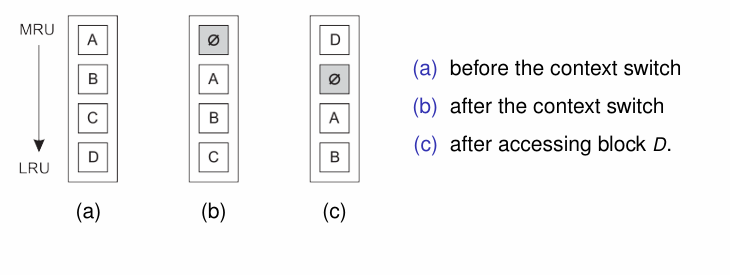 MRU
LRU
A
B
C
D
(a)
Ø
A
B
C
(b)
D
Ø
A
B
(c)
(a) before the context switch
(b) after the context switch
(c) after accessing block D.